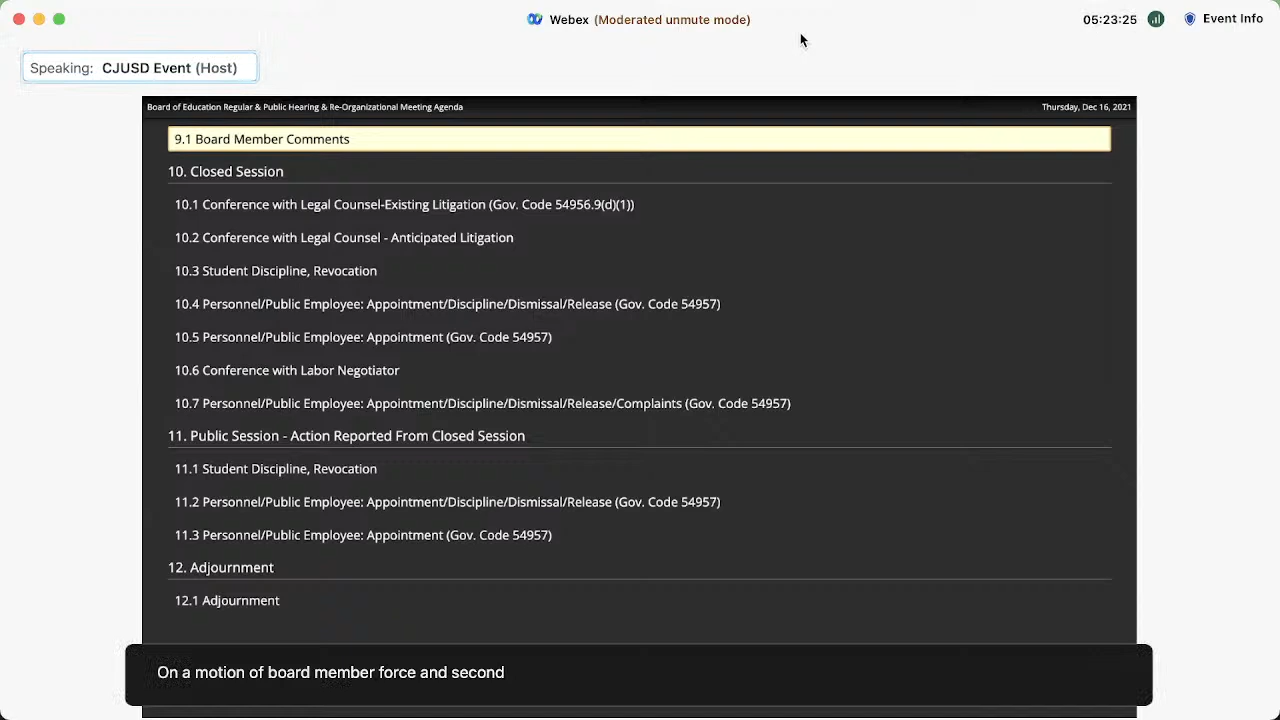 Webex (Moderated unmute mode)
05:23:25
Event Info
Speaking: CJUSD Event (Host)
Board of Education Regular & Public Hearing & Re-Organizational Meeting Agenda
Thursday, Dec 16, 2021
9.1 Board Member Comments
10. Closed Session
10.1 Conference with Legal Counsel-Existing Litigation (Gov. Code 54956.9(d)(1))
10.2 Conference with Legal Counsel - Anticipated Litigation
10.3 Student Discipline, Revocation
10.4 Personnel/Public Employee: Appointment/Discipline/Dismissal/Release (Gov. Code 54957)
10.5 Personnel/Public Employee: Appointment (Gov. Code 54957)
10.6 Conference with Labor Negotiator
10.7 Personnel/Public Employee: Appointment/Discipline/Dismissal/Release/Complaints (Gov. Code 54957)
11. Public Session - Action Reported From Closed Session
11.1 Student Discipline, Revocation
11.2 Personnel/Public Employee: Appointment/Discipline/Dismissal/Release (Gov. Code 54957)
11.3 Personnel/Public Employee: Appointment (Gov. Code 54957)
12. Adjournment
12.1 Adjournment
On a motion of board member force and second